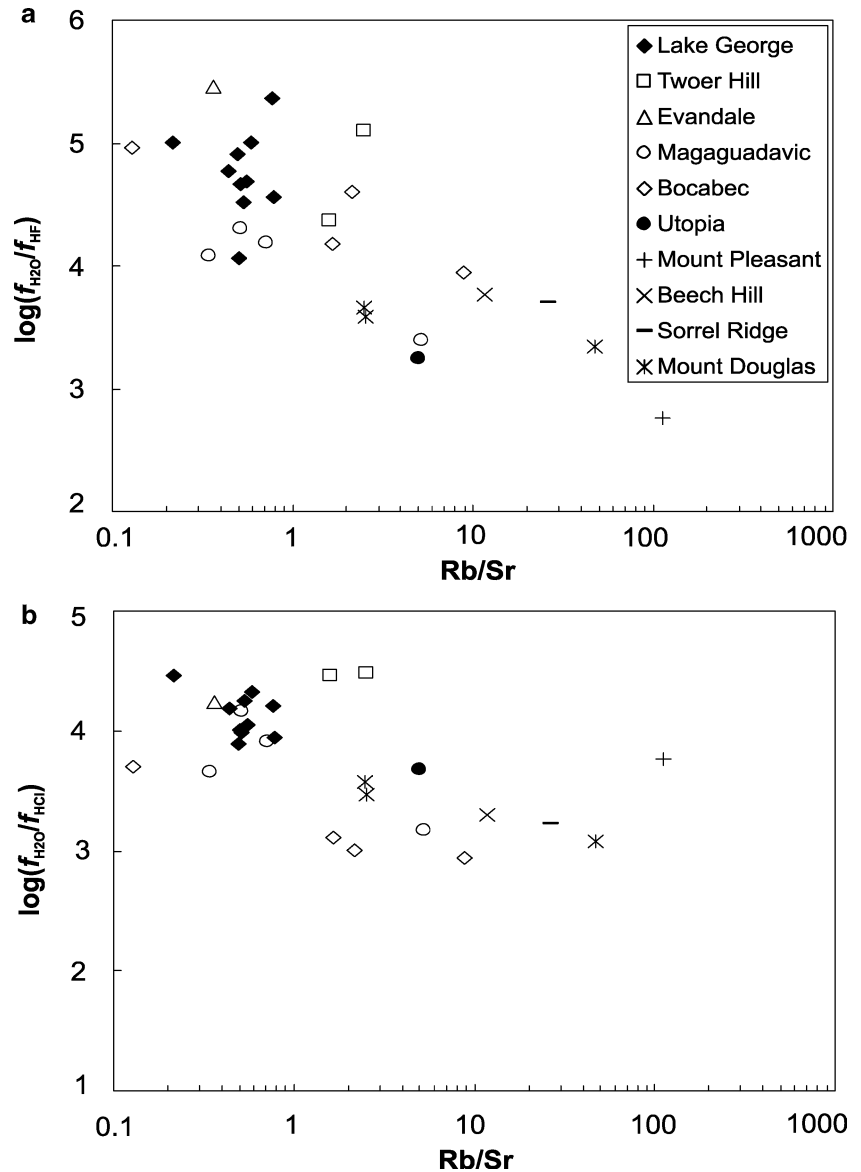 a
6
5
4
3
2
log(fH2O/fHF)
Lake George
Twoer Hill
Evandale
Magaguadavic
Bocabec
Utopia
Mount Pleasant
Beech Hill
Sorrel Ridge
Mount Douglas
0.1 1 10 100 1000
Rb/Sr
b
5
4
3
2
1
log(fH2O/fHCl)
0.1 1 10 100 1000
Rb/Sr